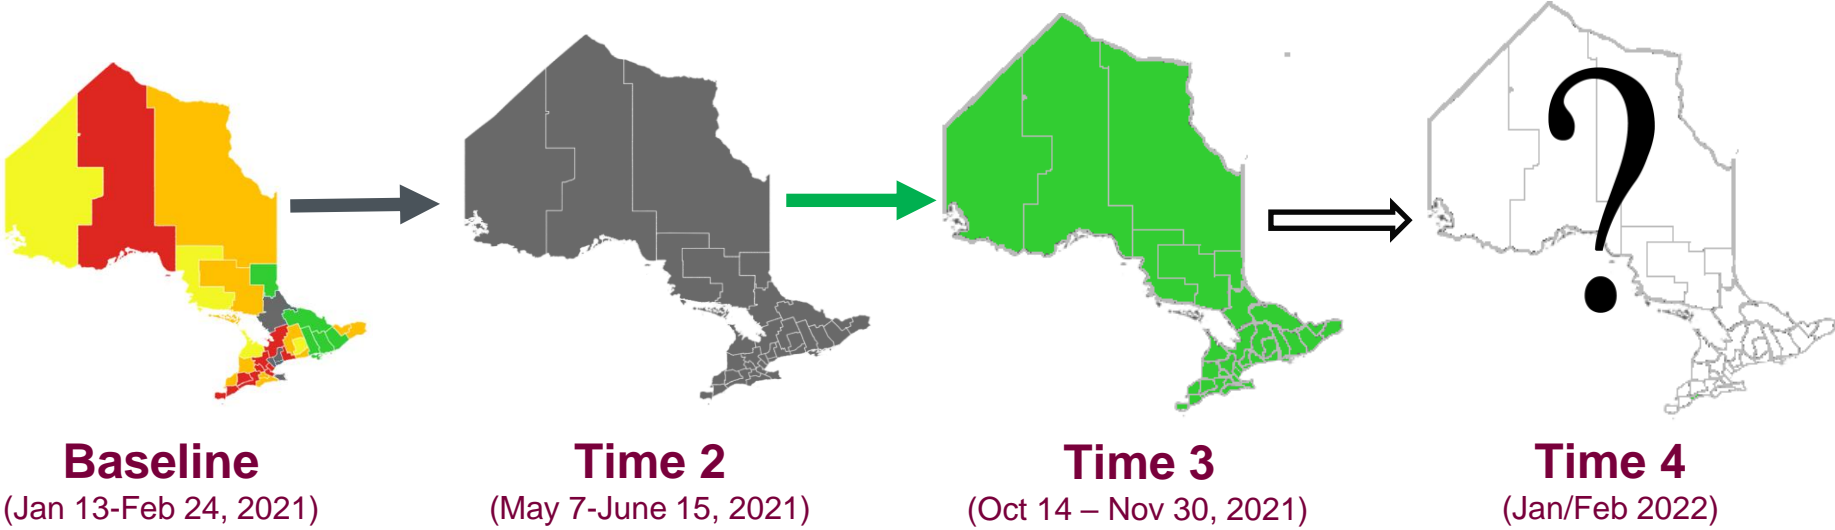 ?
Baseline
(Jan 13-Feb 24, 2021)
Time 2
(May 7-June 15, 2021)
Time 3
(Oct 14 – Nov 30, 2021)
Time 4
(Jan/Feb 2022)